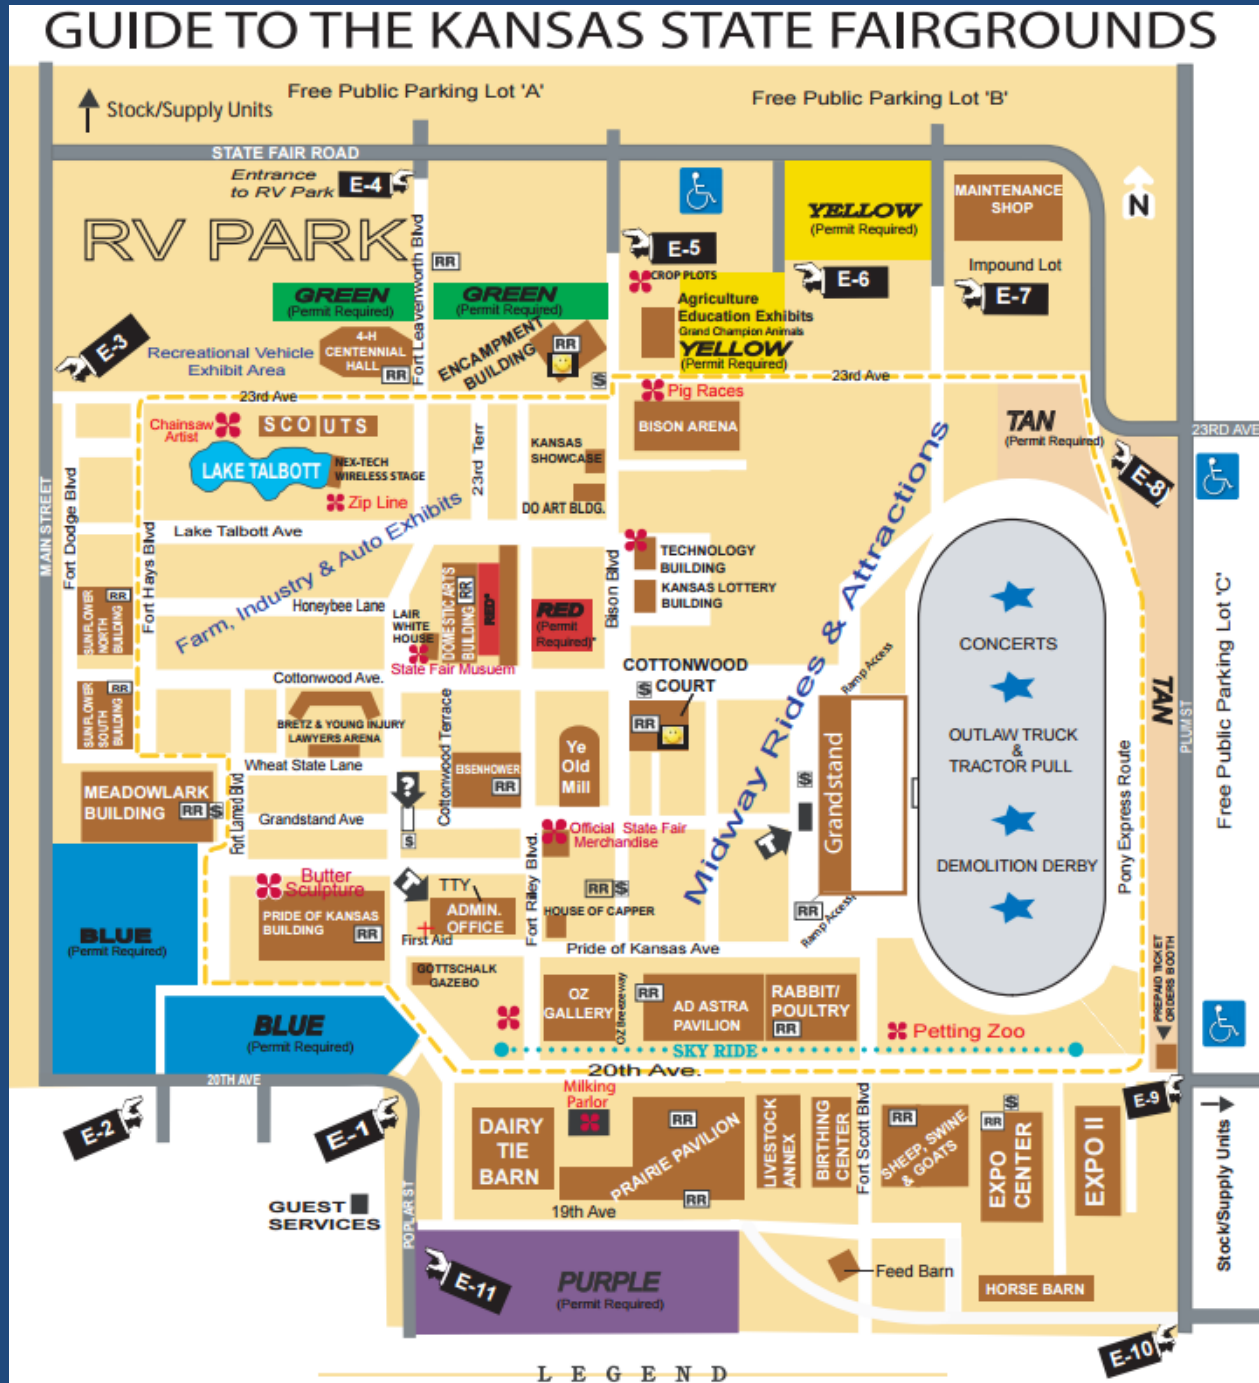 GUIDE TO THE KANSAS STATE FAIRGROUNDS
Stock/Supply Units
Free Public Parking Lot 'A'
Free Public Parking Lot 'B'
STATE FAIR ROAD
Entrance
to RV Park
E-4
RV PARK
Fort Leavenworth Blvd
RR
E-5
CROP PLOTS
YELLOW
(Permit Required)
E-6
MAINTENANCE
SHOP
N
Impound Lot
E-7
GREEN
(Permit Required)
GREEN
(Permit Required)
Agriculture
Education Exhibits
Grand Champion Animals
YELLOW
(Permit Required)
E-3
Recreational Vehicle
Exhibit Area
4-H
CENTENNIAL
HALL
RR
ENCAMPMENT
BUILDING
RR
$
23rd Ave
23rd Ave
Chainsaw
Artist
SCOUTS
Pig Races
BISON ARENA
TAN
(Permit Required)
23RD AVE
E-8
LAKE TALBOTT
NEX-TECH
WIRELESS STAGE
Zip Line
23rd Terr
KANSAS
SHOWCASE
DO ART BLDG.
MAIN STREET
Fort Dodge Blvd
Fort Hays Blvd
Lake Talbott Ave
Farm, Industry & Auto Exhibits
Midway Rides & Attractions
Bison Blvd
TECHNOLOGY
BUILDING
KANSAS LOTTERY
BUILDING
SUNFLOWER
NORTH
BUILDING
RR
Honeybee Lane
LAIR
WHITE
HOUSE
DOMESTIC ARTS
BUILDING
RR
RED*
RED
(Permit
Required)*
State Fair Musuem
Cottonwood Ave.
COTTONWOOD
COURT
$
RR
Ramp Access
CONCERTS
OUTLAW TRUCK
&
TRACTOR PULL
DEMOLITION DERBY
TAN
PLUM ST
Free Public Parking Lot 'C'
Pony Express Route
SUNFLOWER
SOUTH
BUILDING
RR
BRETZ & YOUNG INJURY
LAWYERS ARENA
Cottonwood Terrace
Wheat State Lane
EISENHOWER
RR
Ye
Old
Mill
Grandstand
$
MEADOWLARK
BUILDING
RR
$
Fort Larned Blvd
?
$
Grandstand Ave
Official State Fair
Merchandise
T
Butter
Sculpture
PRIDE OF KANSAS
BUILDING
RR
T
TTY
ADMIN.
OFFICE
First Aid
Fort Riley Blvd.
RR
$
HOUSE OF CAPPER
RR
Ramp Access
BLUE
(Permit Required)
Pride of Kansas Ave
GOTTSCHALK
GAZEBO
OZ
GALLERY
OZ Breezeway
RR
AD ASTRA
PAVILION
RABBIT/
POULTRY
RR
Petting Zoo
PREPAID TICKET
ORDERS BOOTH
BLUE
(Permit Required)
SKY RIDE
20th Ave.
20TH AVE
E-2
E-1
E-9
DAIRY
TIE
BARN
Milking
Parlor
RR
PRAIRIE PAVILION
RR
LIVESTOCK
ANNEX
BIRTHING
CENTER
Fort Scott Blvd
RR
SHEEP, SWINE
& GOATS
$
RR
EXPO
CENTER
EXPO II
Stock/Supply Units
GUEST
SERVICES
POPLAR ST
19th Ave
E-11
PURPLE
(Permit Required)
Feed Barn
HORSE BARN
E-10
LEGEND